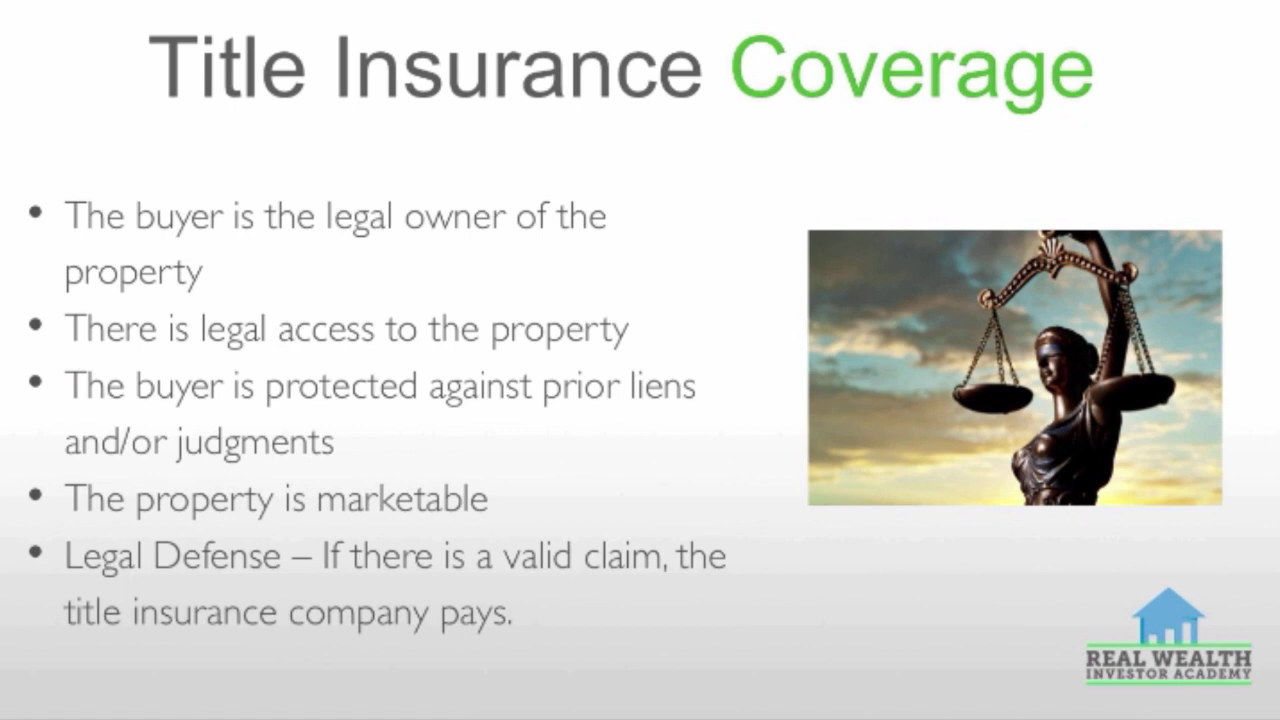 Title Insurance Coverage
• The buyer is the legal owner of the
property
• There is legal access to the property
• The buyer is protected against prior liens
and/or judgments
• The property is marketable
• Legal Defense – If there is a valid claim, the
title insurance company pays.
REAL WEALTH
INVESTOR ACADEMY